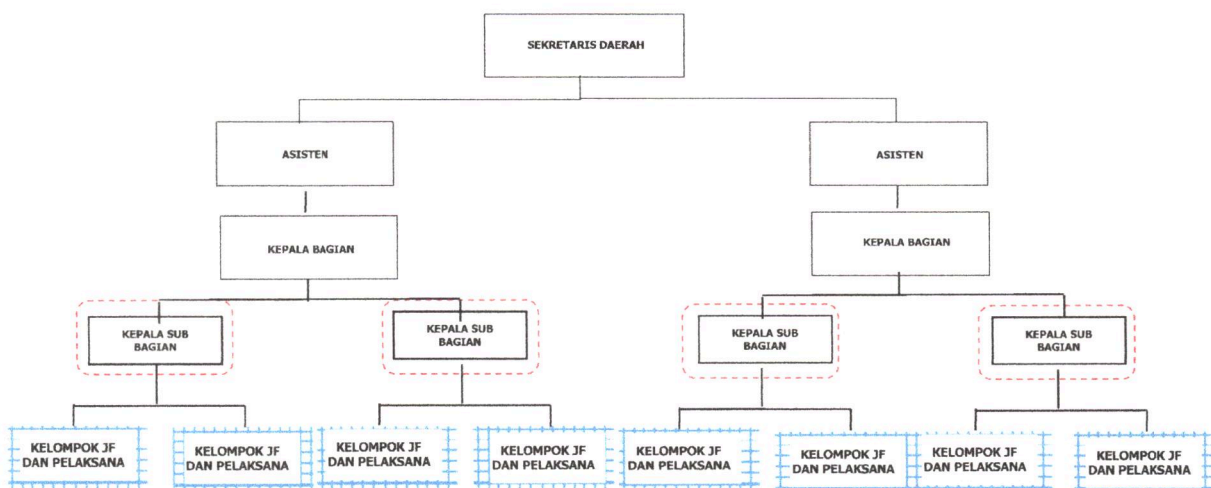 SEKRETARIS DAERAH
ASISTEN
ASISTEN
KEPALA BAGIAN
KEPALA BAGIAN
KEPALA SUB
BAGIAN
KEPALA SUB
BAGIAN
KEPALA SUB
BAGIAN
KEPALA SUB
BAGIAN
KELOMPOK JF
DAN PELAKSANA
KELOMPOK JF
DAN PELAKSANA
KELOMPOK JF
DAN PELAKSANA
KELOMPOK JF
DAN PELAKSANA
KELOMPOK JF
DAN PELAKSANA
KELOMPOK JF
DAN PELAKSANA
KELOMPOK JF
DAN PELAKSANA
KELOMPOK JF
DAN PELAKSANA